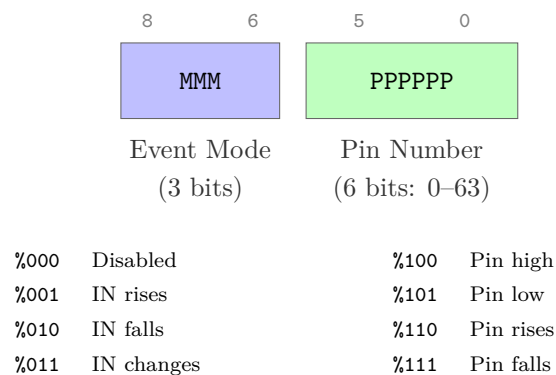 8 6 5 0
MMM PPPPPP
Event Mode Pin Number
(3 bits) (6 bits: 0–63)
%000 Disabled %100 Pin high
%001 IN rises %101 Pin low
%010 IN falls %110 Pin rises
%011 IN changes %111 Pin falls